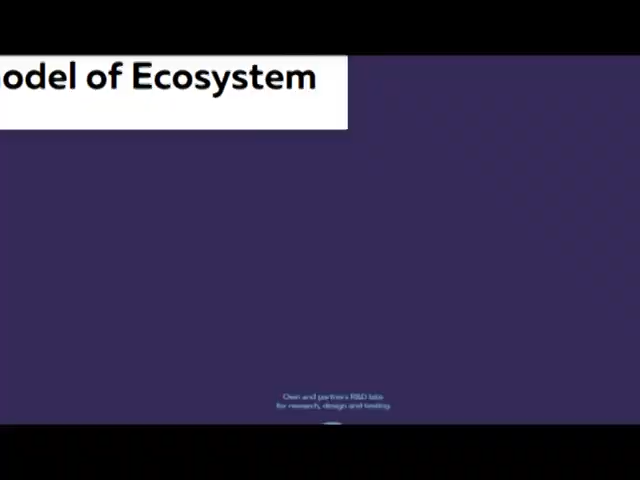 odel of Ecosystem
Own and partners R&D labs
for research, design and testing